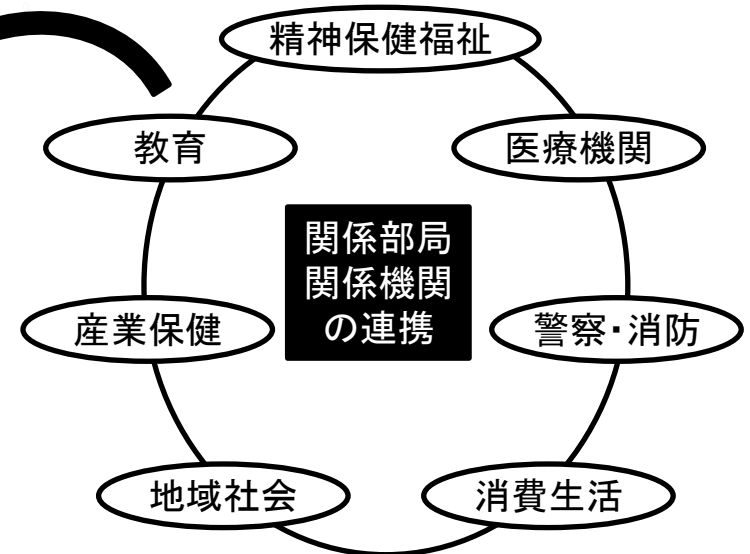 精神保健福祉
教育
医療機関
関係部局
関係機関
の連携
産業保健
警察・消防
地域社会
消費生活